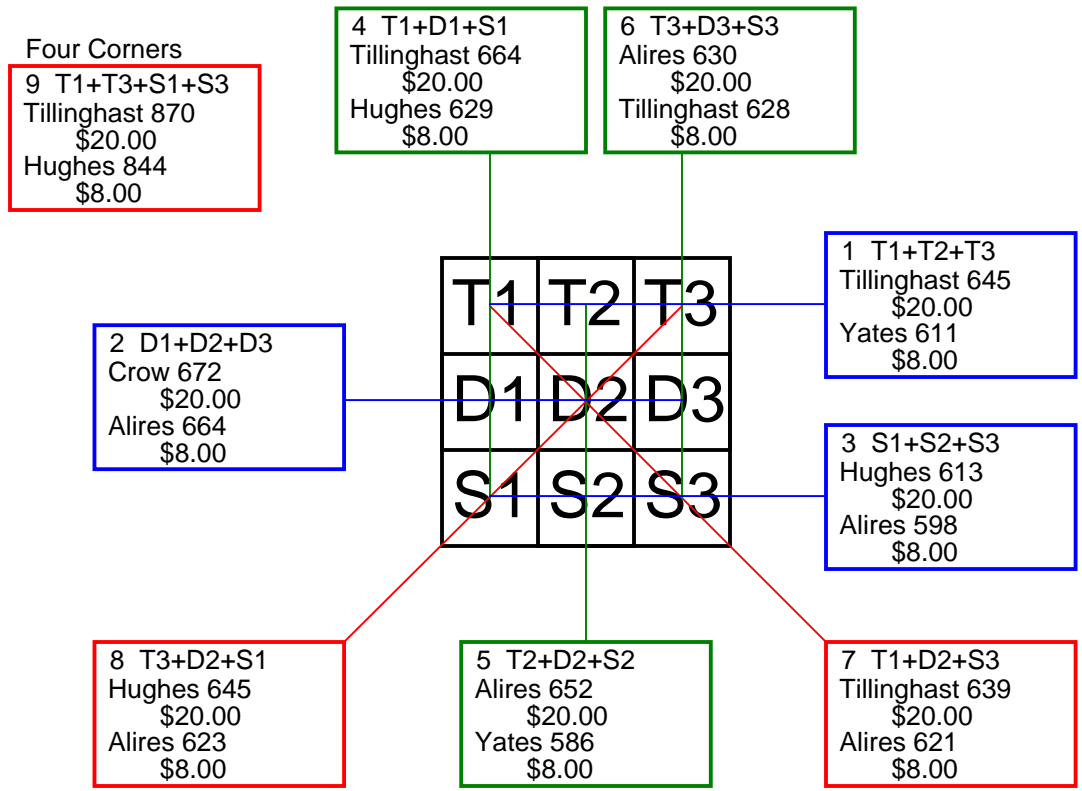 Four Corners
9 T1+T3+S1+S3
Tillinghast 870
$20.00
Hughes 844
$8.00
4 T1+D1+S1
Tillinghast 664
$20.00
Hughes 629
$8.00
6 T3+D3+S3
Alires 630
$20.00
Tillinghast 628
$8.00
1 T1+T2+T3
Tillinghast 645
$20.00
Yates 611
$8.00
T1 T2 T3
2 D1+D2+D3
Crow 672
$20.00
Alires 664
$8.00
D1 D2 D3
3 S1+S2+S3
Hughes 613
$20.00
Alires 598
$8.00
S1 S2 S3
8 T3+D2+S1
Hughes 645
$20.00
Alires 623
$8.00
5 T2+D2+S2
Alires 652
$20.00
Yates 586
$8.00
7 T1+D2+S3
Tillinghast 639
$20.00
Alires 621
$8.00